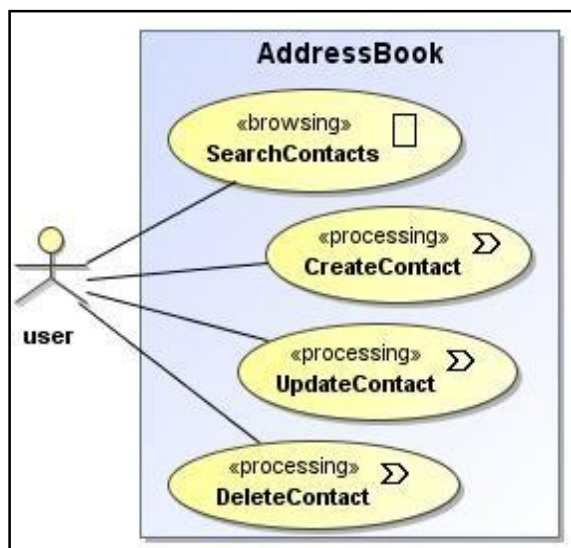 AddressBook
«browsing»
SearchContacts
«processing»
CreateContact
user
«processing»
UpdateContact
«processing»
DeleteContact